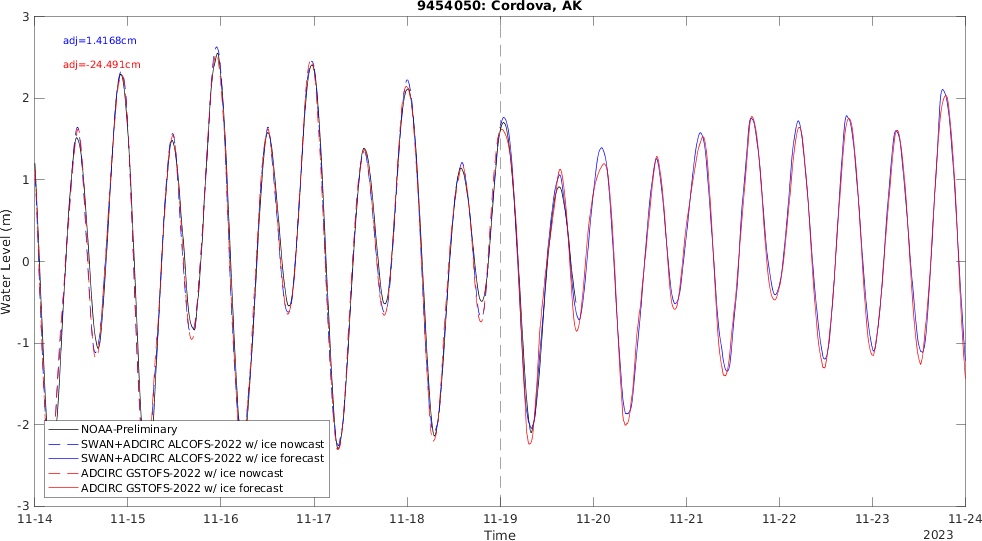 9454050: Cordova, AK
adj=1.4168cm
adj=-24.491cm
Water Level (m)
3
2
1
0
-1
-2
-3
NOAA-Preliminary
SWAN+ADCIRC ALCOFS-2022 w/ ice nowcast
SWAN+ADCIRC ALCOFS-2022 w/ ice forecast
ADCIRC GSTOFS-2022 w/ ice nowcast
ADCIRC GSTOFS-2022 w/ ice forecast
11-14 11-15 11-16 11-17 11-18 11-19 11-20 11-21 11-22 11-23 11-24
Time
2023